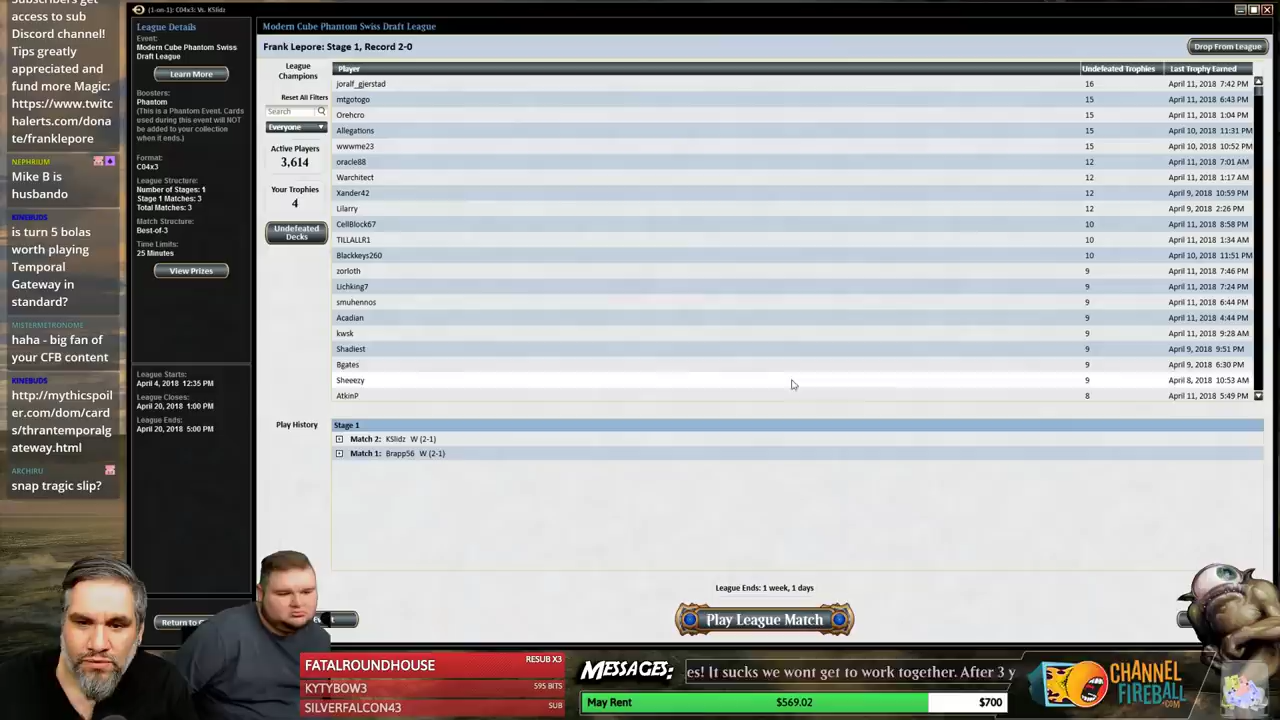 subscribers get
access to sub
Discord channel!
Tips greatly
appreciated and
fund more Magic:
https://www.twitc
halerts.com/dona
te/franklepore
NEPHRIUM
Mike B is
husbando
KINEBUDS
is turn 5 bolas
worth playing
Temporal
Gateway in
standard?
MISTERMETRONOME
haha - big fan of
your CFB content
KINEBUDS
http://mythicspoil
er.com/dom/card
s/thrantemporalg
ateway.html
ARCHIRU
snap tragic slip?
(1-on-1): C04x3: Vs. KSlidz
League Details
Event:
Modern Cube Phantom Swiss
Draft League
Learn More
Boosters:
Phantom
(This is a Phantom Event. Cards
used during this event will NOT
be added to your collection
when it ends.)
Format:
C04x3
League Structure:
Number of Stages: 1
Stage 1 Matches: 3
Total Matches: 3
Match Structure:
Best-of-3
Time Limits:
25 Minutes
View Prizes
League Starts:
April 4, 2018 12:35 PM
League Closes:
April 20, 2018 1:00 PM
League Ends:
April 20, 2018 5:00 PM
Modern Cube Phantom Swiss Draft League
Frank Lepore: Stage 1, Record 2-0
Drop From League
League
Champions
Reset All Filters
Search
Everyone
Active Players
3,614
Your Trophies
4
Undefeated
Decks
Player Undefeated Trophies Last Trophy Earned
joralf_gjerstad 16 April 11, 2018 7:42 PM
mtgotogo 15 April 11, 2018 6:43 PM
Orehcro 15 April 11, 2018 1:04 PM
Allegations 15 April 10, 2018 11:31 PM
wwwme23 15 April 10, 2018 10:52 PM
oracle88 12 April 11, 2018 7:01 AM
Warchitect 12 April 11, 2018 1:17 AM
Xander42 12 April 9, 2018 10:59 PM
Lilarry 12 April 9, 2018 2:26 PM
CellBlock67 10 April 11, 2018 8:58 PM
TILLALLR1 10 April 11, 2018 1:34 AM
Blackkeys260 10 April 10, 2018 11:51 PM
zorloth 9 April 11, 2018 7:46 PM
Lichking7 9 April 11, 2018 7:24 PM
smuhennos 9 April 11, 2018 6:44 PM
Acadian 9 April 11, 2018 4:44 PM
kwsk 9 April 11, 2018 9:28 AM
Shadiest 9 April 9, 2018 9:51 PM
Bgates 9 April 9, 2018 6:30 PM
Sheeezy 9 April 8, 2018 10:53 AM
AtkinP 8 April 11, 2018 5:49 PM
Play History
Stage 1
Match 2: KSlidz W (2-1)
Match 1: Brapp56 W (2-1)
League Ends: 1 week, 1 days
Play League Match
Return to
FATALROUNDHOUSE RESUB X3
KYTYBOW3 595 BITS
SILVERFALCON43 SUB
MESSAGES: es! It sucks we wont get to work together. After 3 y
May Rent $569.02 $700
CHANNEL
FIREBALL
.COM